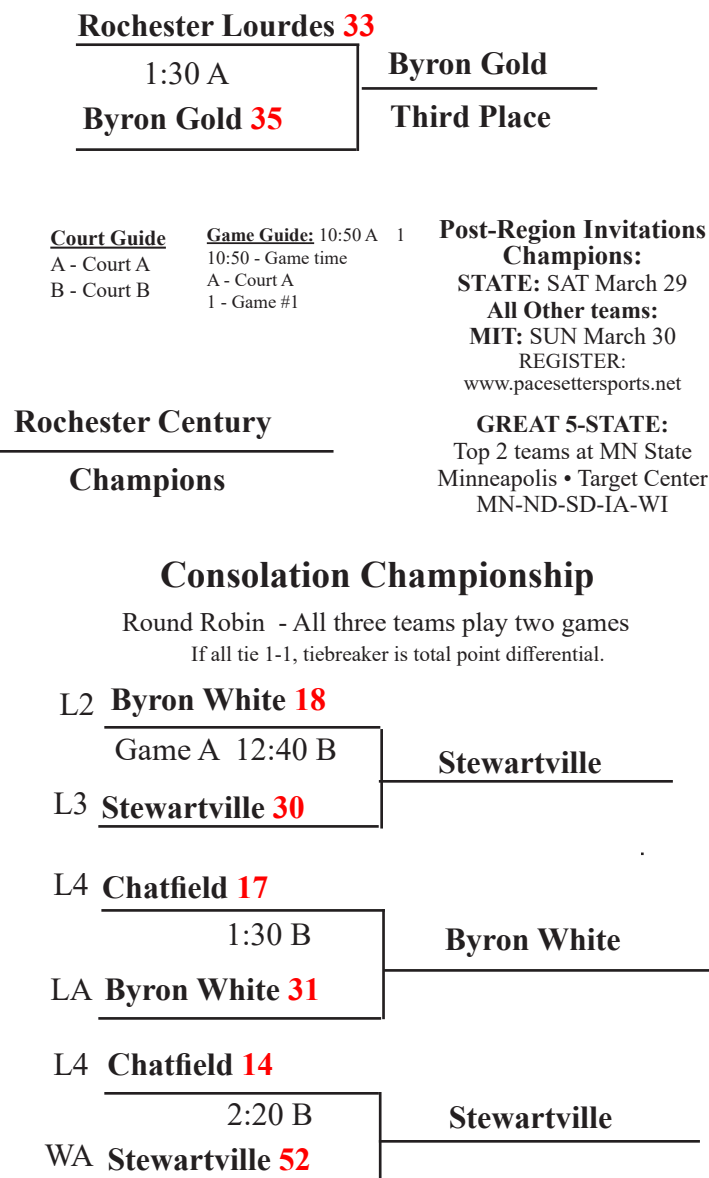 Rochester Lourdes 33
1:30 A
Byron Gold 35
Byron Gold
Third Place
Court Guide
A - Court A
B - Court B
Game Guide: 10:50 A 1
10:50 - Game time
A - Court A
1 - Game #1
Post-Region Invitations
Champions:
STATE: SAT March 29
All Other teams:
MIT: SUN March 30
REGISTER:
www.pacesettersports.net
GREAT 5-STATE:
Top 2 teams at MN State
Minneapolis • Target Center
MN-ND-SD-IA-WI
Rochester Century
Champions
Consolation Championship
Round Robin - All three teams play two games
If all tie 1-1, tiebreaker is total point differential.
L2 Byron White 18
Game A 12:40 B
L3 Stewartville 30
Stewartville
L4 Chatfield 17
1:30 B
LA Byron White 31
Byron White
L4 Chatfield 14
2:20 B
WA Stewartville 52
Stewartville